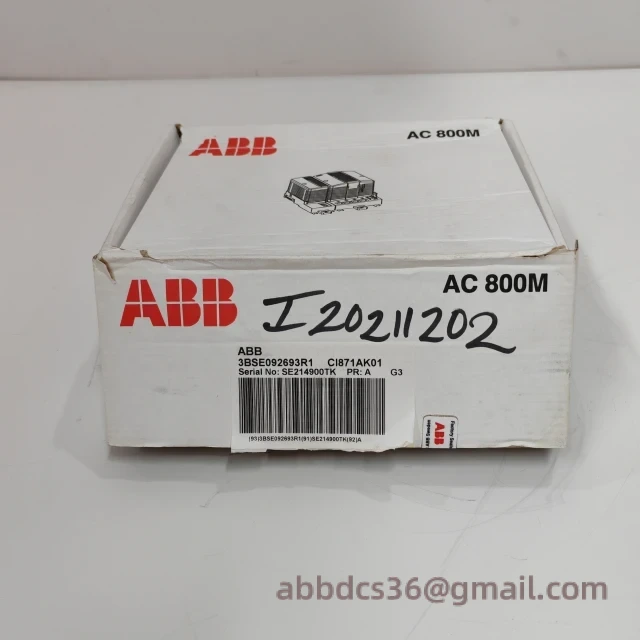 ABB
AC 800M
ABB
AC 800M
I20211202
ABB
3BSE092693R1 CI871AK01
Serial No: SE214900TK PR: A G3
(93)3BSE092693R1(91)SE214900TK(92)A
ABB
abbdcs36@gmail.com